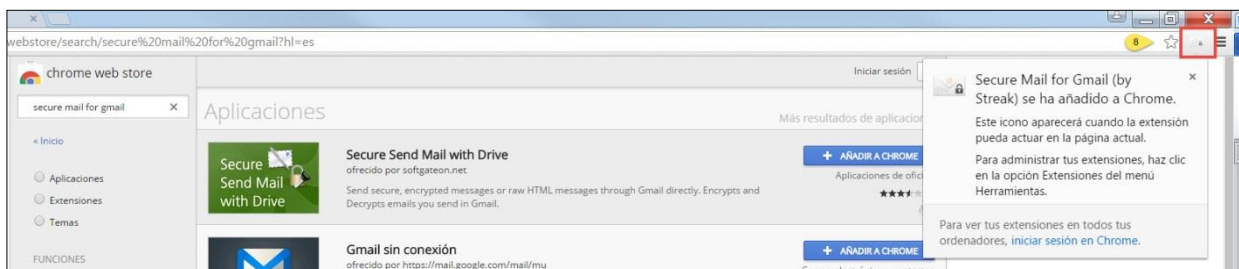 webstore/search/secure%20mail%20for%20gmail?hl=es
8
chrome web store
Iniciar sesión
secure mail for gmail
Aplicaciones
Más resultados de aplicacion
« Inicio
Aplicaciones
Extensiones
Temas
FUNCIONES
Secure
Send Mail
with Drive
Secure Send Mail with Drive
ofrecido por softgateon.net
Send secure, encrypted messages or raw HTML messages through Gmail directly. Encrypts and
Decrypts emails you send in Gmail.
+ AÑADIR A CHROME
Aplicaciones de ofici
Gmail sin conexión
ofrecido por https://mail.google.com/mail/mu
+ AÑADIR A CHROME
Secure Mail for Gmail (by
Streak) se ha añadido a Chrome.
Este icono aparecerá cuando la extensión
pueda actuar en la página actual.
Para administrar tus extensiones, haz clic
en la opción Extensiones del menú
Herramientas.
Para ver tus extensiones en todos tus
ordenadores, iniciar sesión en Chrome.